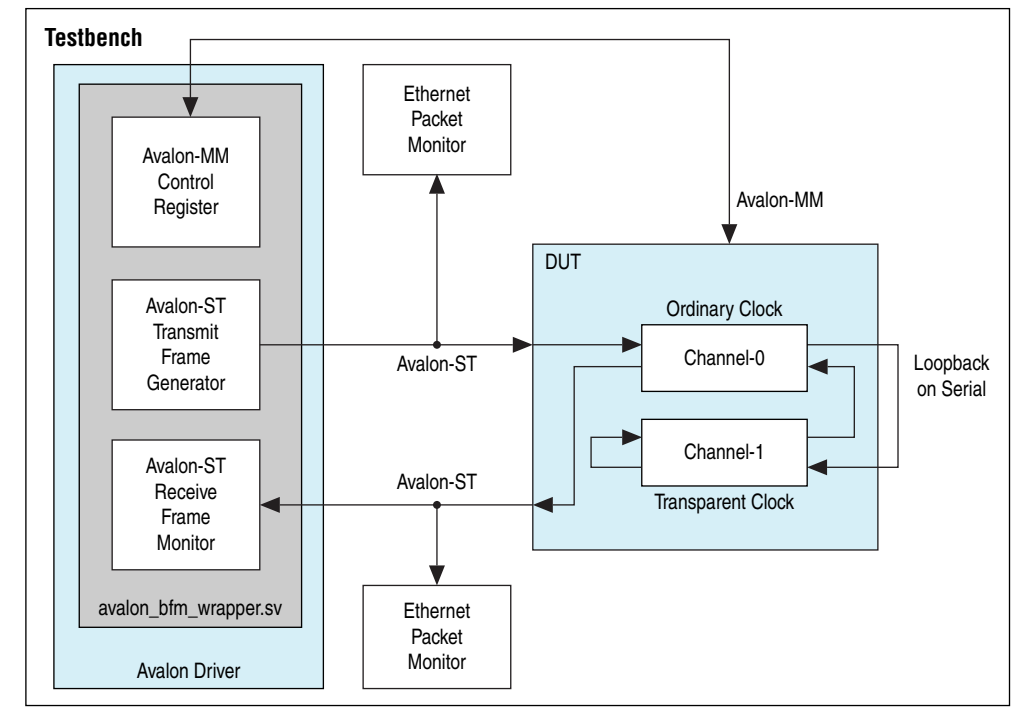 Testbench
Avalon-MM
Control
Register
Avalon-ST
Transmit
Frame
Generator
Avalon-ST
Receive
Frame
Monitor
avalon_bfm_wrapper.sv
Avalon Driver
Ethernet
Packet
Monitor
Avalon-ST
Avalon-ST
Ethernet
Packet
Monitor
Avalon-MM
DUT
Ordinary Clock
Channel-0
Channel-1
Transparent Clock
Loopback
on Serial